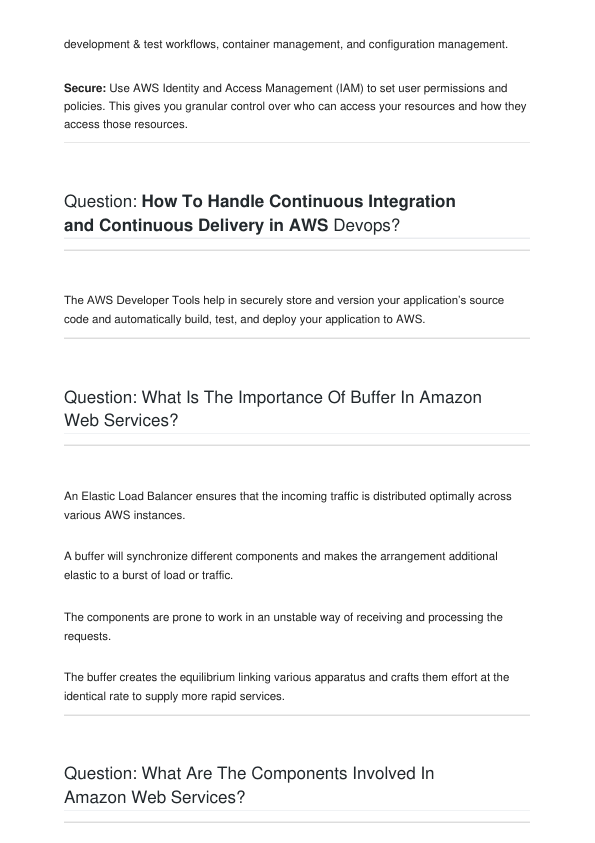 development & test workflows, container management, and configuration management.
Secure: Use AWS Identity and Access Management (IAM) to set user permissions and
policies. This gives you granular control over who can access your resources and how they
access those resources.
Question: How To Handle Continuous Integration
and Continuous Delivery in AWS Devops?
The AWS Developer Tools help in securely store and version your application’s source
code and automatically build, test, and deploy your application to AWS.
Question: What Is The Importance Of Buffer In Amazon
Web Services?
An Elastic Load Balancer ensures that the incoming traffic is distributed optimally across
various AWS instances.
A buffer will synchronize different components and makes the arrangement additional
elastic to a burst of load or traffic.
The components are prone to work in an unstable way of receiving and processing the
requests.
The buffer creates the equilibrium linking various apparatus and crafts them effort at the
identical rate to supply more rapid services.
Question: What Are The Components Involved In
Amazon Web Services?